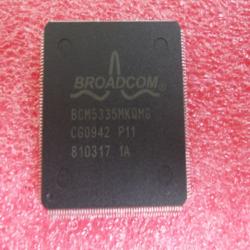 BROADCOM®
BCM5335MKQMG
CG0942 P11
810317 1A